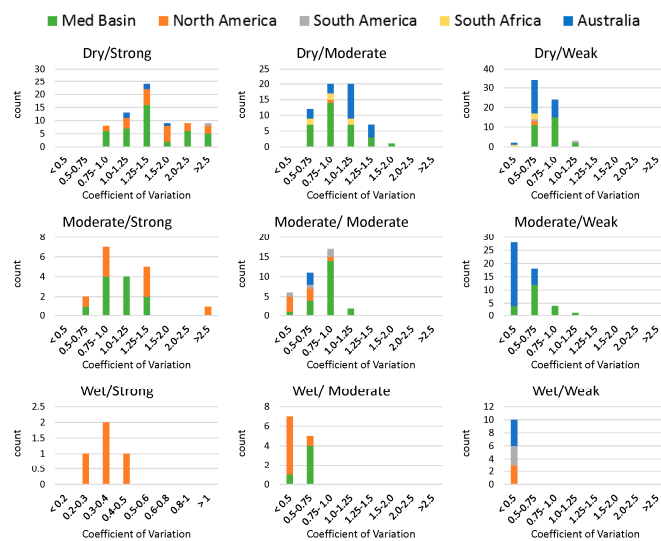 Med Basin North America South America South Africa Australia
Dry/Strong Dry/Moderate Dry/Weak
30
25
20
15
10
5
0
count
< 0.5 0.5-0.75 0.75- 1.0 1.0-1.25 1.25-1.5 1.5-2.0 2.0-2.5 >2.5
Coefficient of Variation
25
20
15
10
5
0
count
< 0.5 0.5-0.75 0.75- 1.0 1.0-1.25 1.25-1.5 1.5-2.0 2.0-2.5 >2.5
Coefficient of Variation
40
30
20
10
0
count
< 0.5 0.5-0.75 0.75- 1.0 1.0-1.25 1.25-1.5 1.5-2.0 2.0-2.5 >2.5
Coefficient of Variation
Moderate/Strong Moderate/ Moderate Moderate/Weak
8
6
4
2
0
count
< 0.5 0.5-0.75 0.75- 1.0 1.0-1.25 1.25-1.5 1.5-2.0 2.0-2.5 >2.5
Coefficient of Variation
20
15
10
5
0
count
< 0.5 0.5-0.75 0.75- 1.0 1.0-1.25 1.25-1.5 1.5-2.0 2.0-2.5 >2.5
Coefficient of Variation
30
25
20
15
10
5
0
count
< 0.5 0.5-0.75 0.75- 1.0 1.0-1.25 1.25-1.5 1.5-2.0 2.0-2.5 >2.5
Coefficient of Variation
Wet/Strong Wet/ Moderate Wet/Weak
2.5
2
1.5
1
0.5
0
count
< 0.2 0.2-0.3 0.3-0.4 0.4-0.5 0.5-0.6 0.6-0.8 0.8-1 > 1
Coefficient of Variation
8
6
4
2
0
count
< 0.5 0.5-0.75 0.75- 1.0 1.0-1.25 1.25-1.5 1.5-2.0 2.0-2.5 >2.5
Coefficient of Variation
12
10
8
6
4
2
0
count
< 0.5 0.5-0.75 0.75- 1.0 1.0-1.25 1.25-1.5 1.5-2.0 2.0-2.5 >2.5
Coefficient of Variation